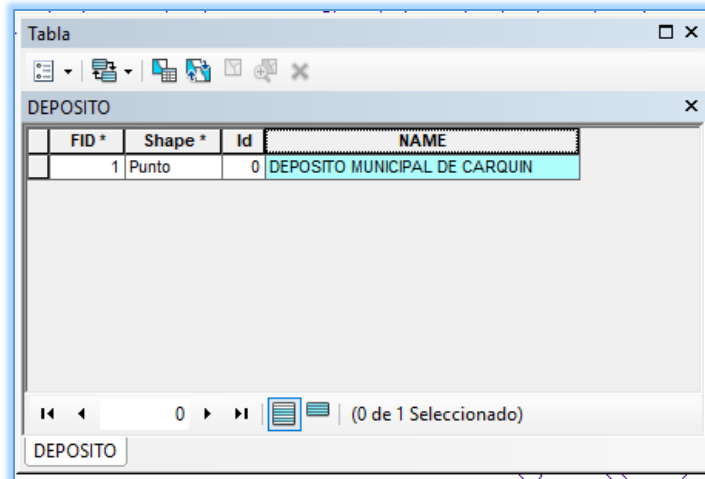 Tabla
DEPOSITO
FID * Shape * Id NAME
1 Punto 0 DEPOSITO MUNICIPAL DE CARQUIN
0 (0 de 1 Seleccionado)
DEPOSITO